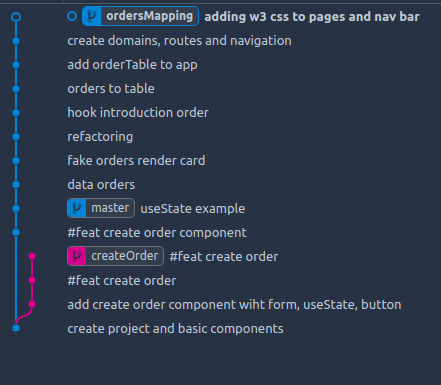 ordersMapping adding w3 css to pages and nav bar
create domains, routes and navigation
add orderTable to app
orders to table
hook introduction order
refactoring
fake orders render card
data orders
master useState example
#feat create order component
createOrder #feat create order
#feat create order
add create order component wiht form, useState, button
create project and basic components